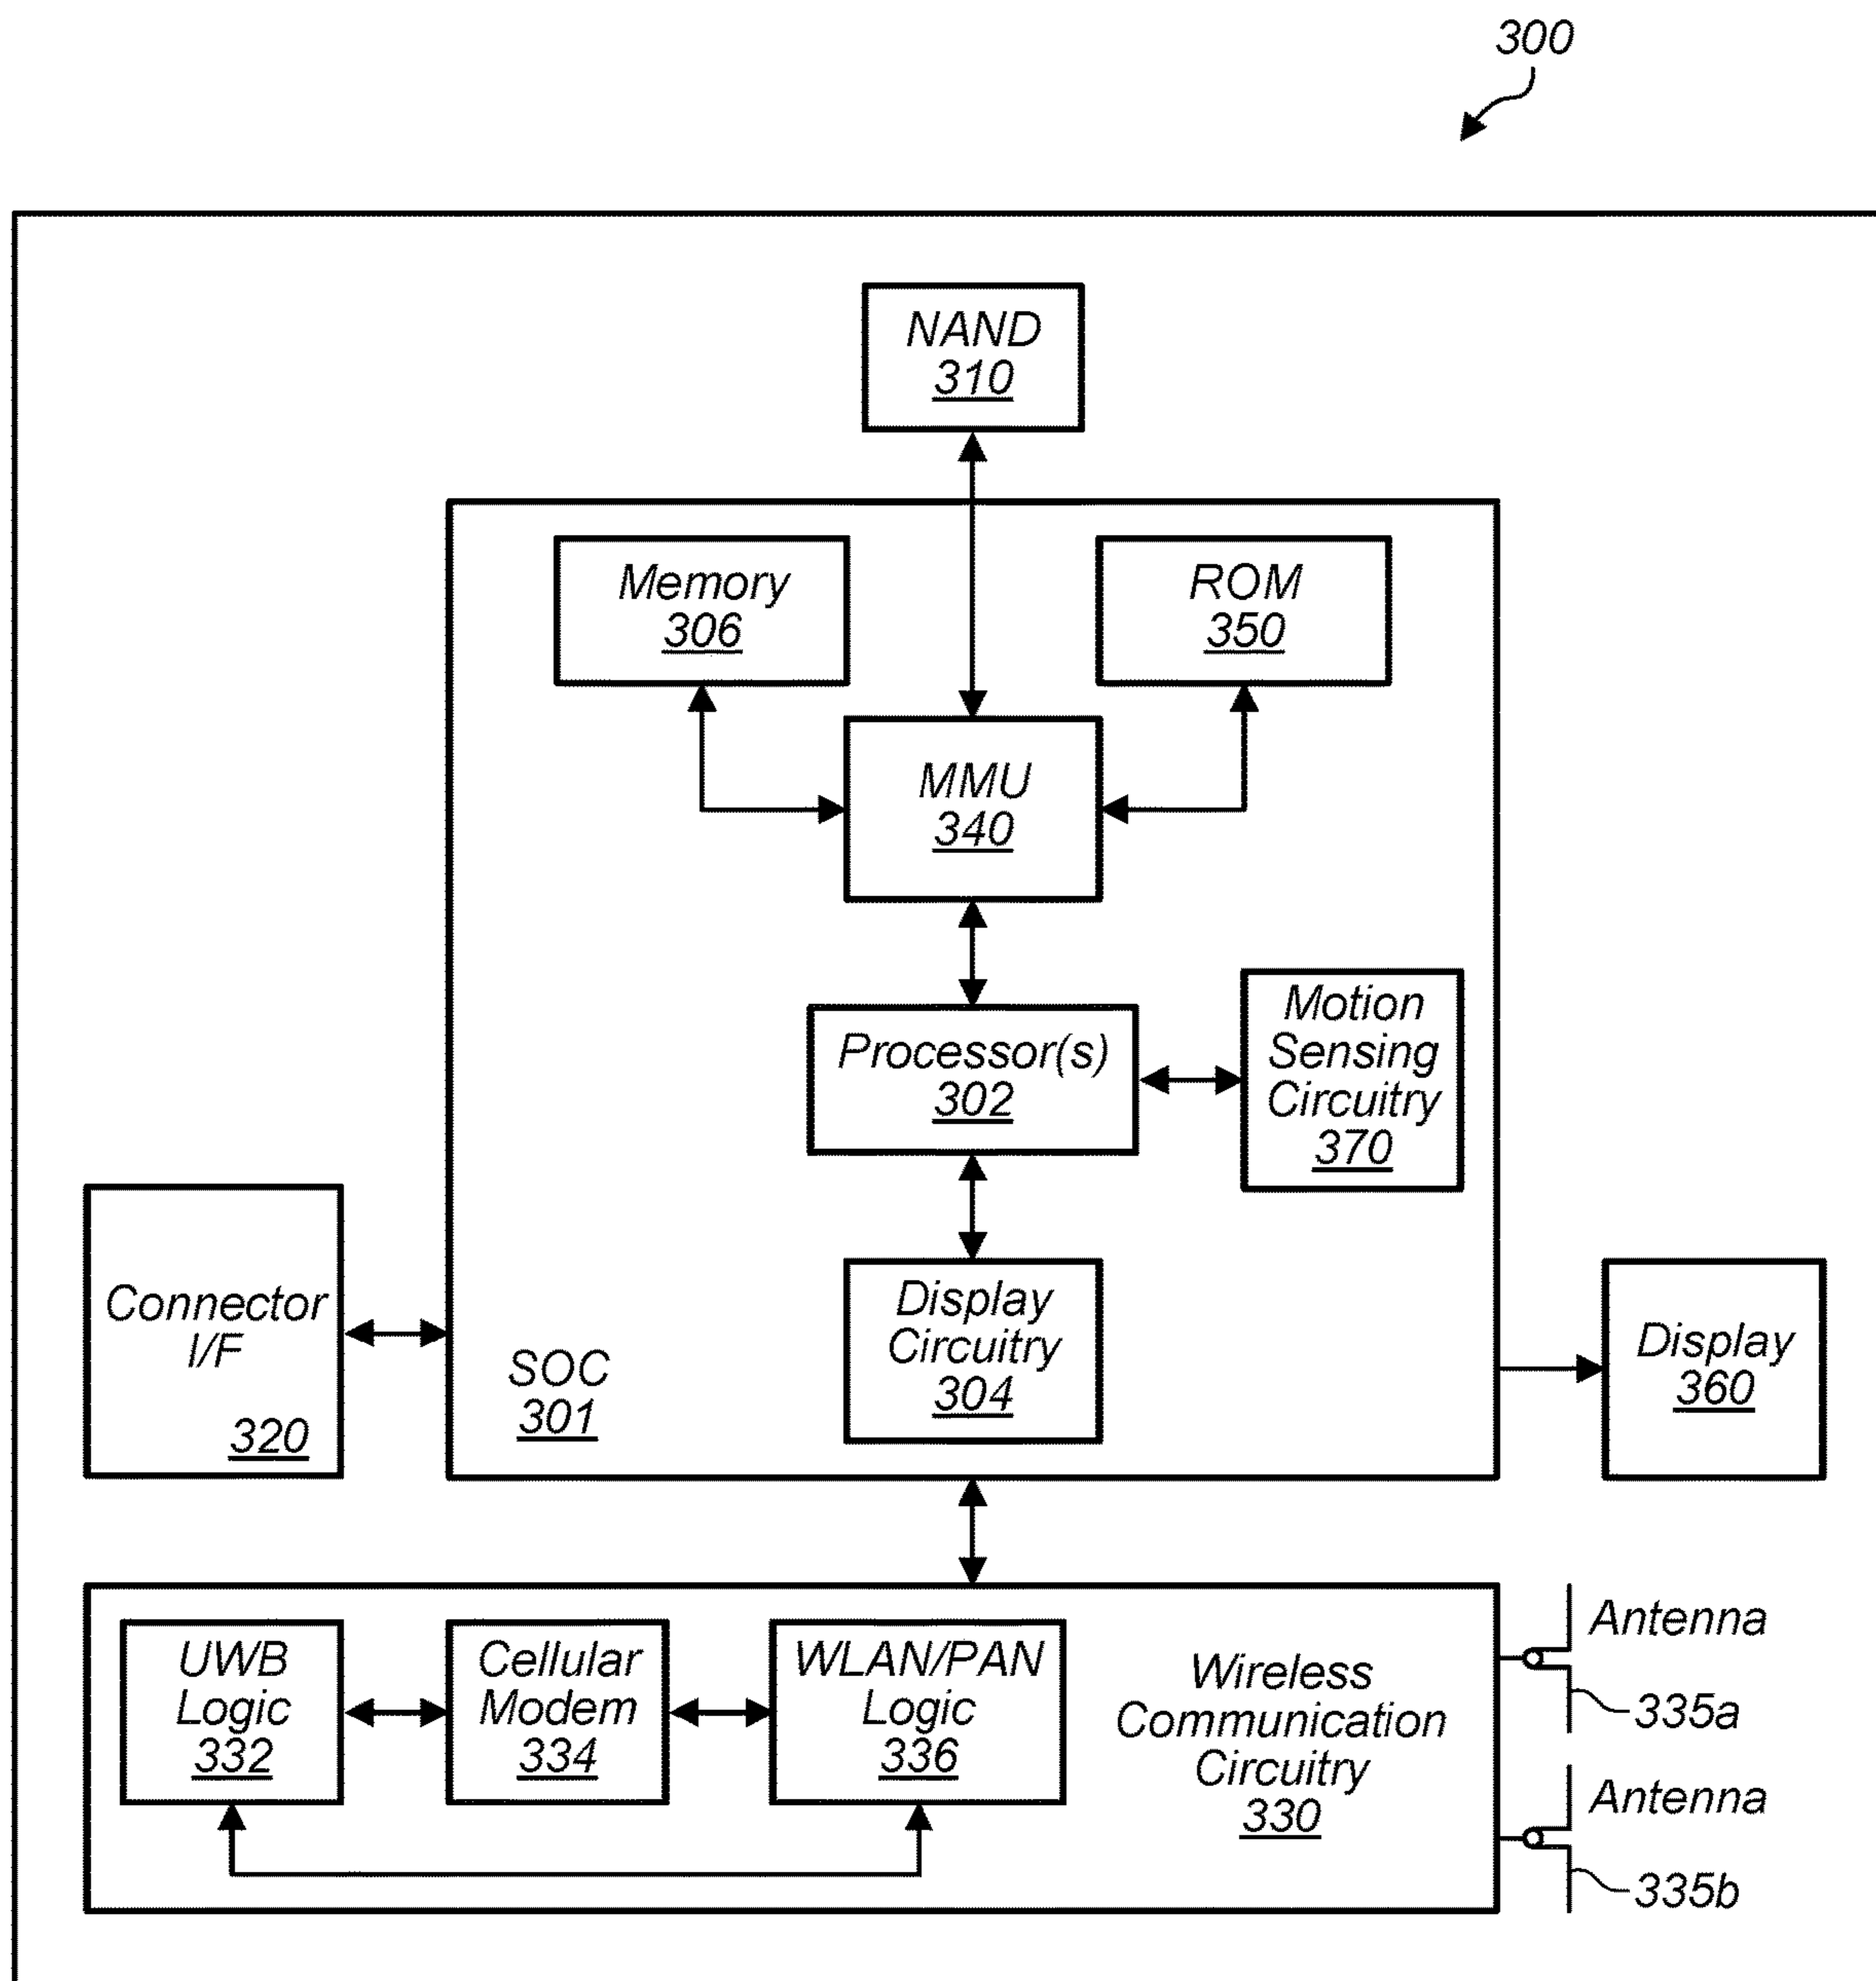 300
NAND
310
Memory
306
ROM
350
MMU
340
Processor(s)
302
Motion
Sensing
Circuitry
370
Connector
I/F
320
SOC
301
Display
Circuitry
304
Display
360
UWB
Logic
332
Cellular
Modem
334
WLAN/PAN
Logic
336
Wireless
Communication
Circuitry
330
Antenna
335a
Antenna
335b